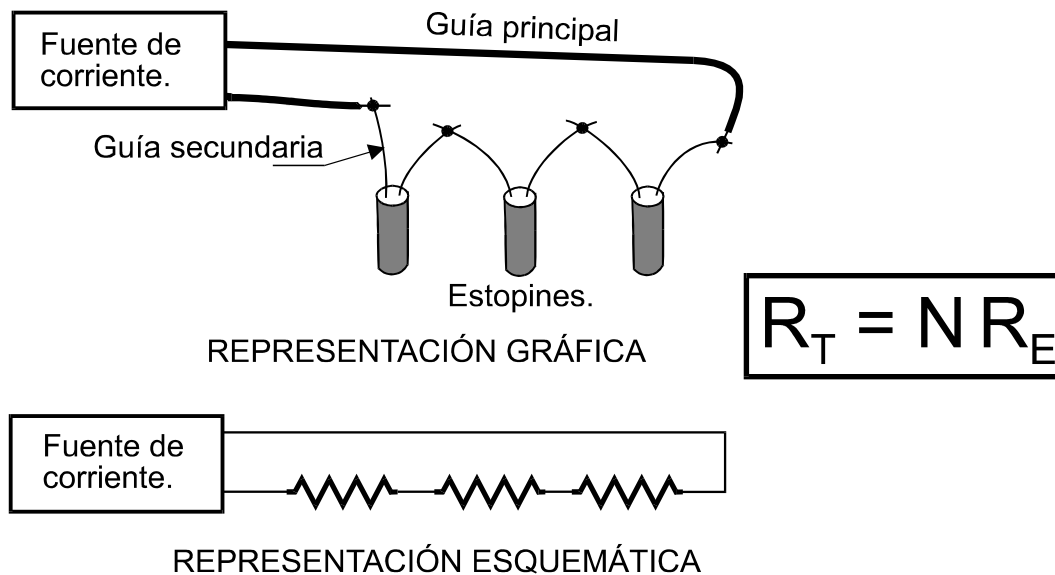 Guía principal
Fuente de
corriente.
Guía secundaria
Estopines.
REPRESENTACIÓN GRÁFICA
R_T = N R_E
Fuente de
corriente.
REPRESENTACIÓN ESQUEMÁTICA